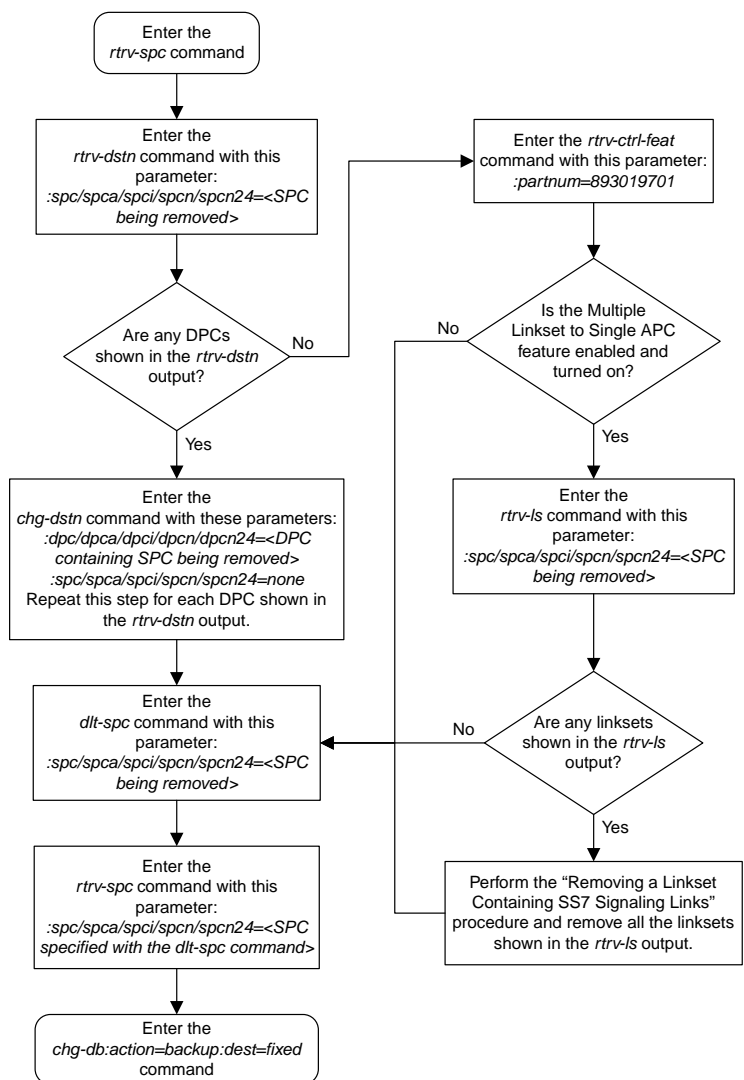 Enter the
rtrv-spc command
Enter the
rtrv-dstn command with this
parameter:
:spc/spca/spci/spcn/spcn24=<SPC
being removed>
Are any DPCs
shown in the rtrv-dstn
output?
No
Yes
Enter the
chg-dstn command with these parameters:
:dpc/dpca/dpci/dpcn/dpcn24=<DPC
containing SPC being removed>
:spc/spca/spci/spcn/spcn24=none
Repeat this step for each DPC shown in
the rtrv-dstn output.
Enter the
dlt-spc command with this
parameter:
:spc/spca/spci/spcn/spcn24=<SPC
being removed>
Enter the
rtrv-spc command with this
parameter:
:spc/spca/spci/spcn/spcn24=<SPC
specified with the dlt-spc command>
Enter the
chg-db:action=backup:dest=fixed
command
Enter the rtrv-ctrl-feat
command with this parameter:
:partnum=893019701
Is the Multiple
Linkset to Single APC
feature enabled and
turned on?
No
Yes
Enter the
rtrv-ls command with this
parameter:
:spc/spca/spci/spcn/spcn24=<SPC
being removed>
Are any linksets
shown in the rtrv-ls
output?
No
Yes
Perform the “Removing a Linkset
Containing SS7 Signaling Links”
procedure and remove all the linksets
shown in the rtrv-ls output.